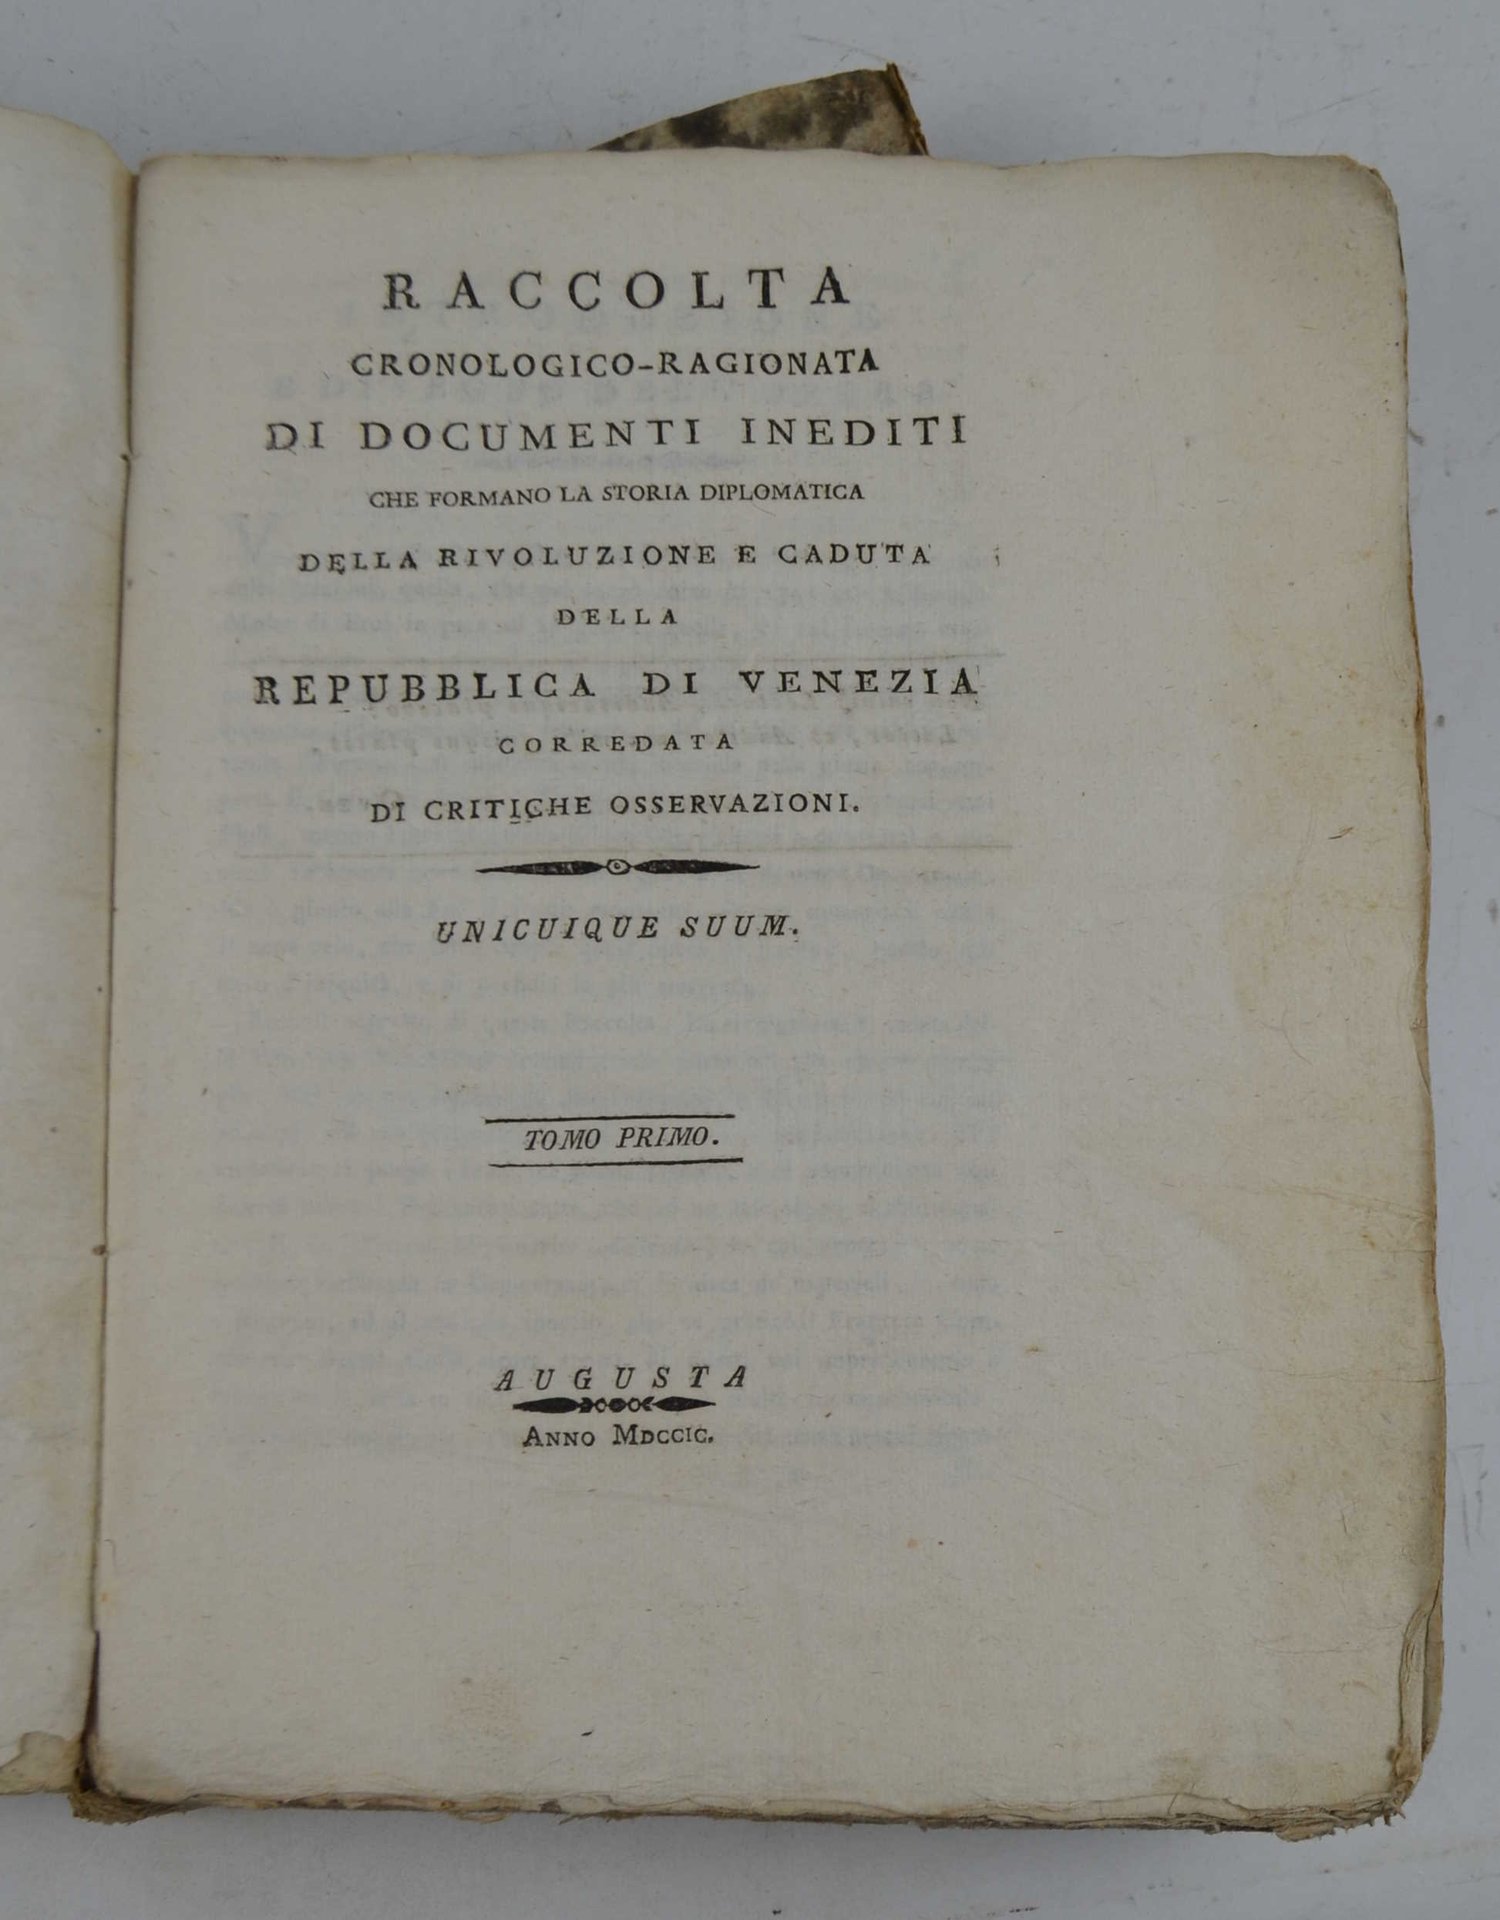 RACCOLTA
CRONOLOGICO-RAGIONATA
DI DOCUMENTI INEDITI
CHE FORMANO LA STORIA DIPLOMATICA
DELLA RIVOLUZIONE E CADUTA
DELLA
REPUBBLICA DI VENEZIA
CORREDATA
DI CRITICHE OSSERVAZIONI.
UNICUIQUE SUUM.
TOMO PRIMO.
AUGUSTA
ANNO MDCCIC.